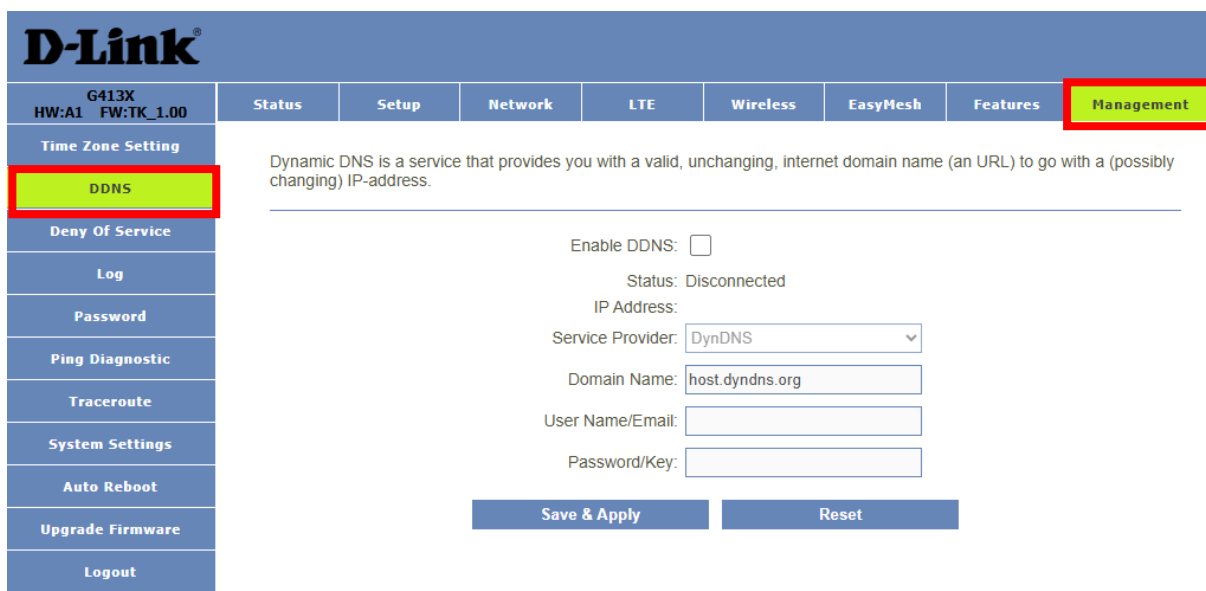 D-Link®
G413X
HW:A1 FW:TK_1.00
Status Setup Network LTE Wireless EasyMesh Features Management
Time Zone Setting
DDNS
Deny Of Service
Log
Password
Ping Diagnostic
Traceroute
System Settings
Auto Reboot
Upgrade Firmware
Logout
Dynamic DNS is a service that provides you with a valid, unchanging, internet domain name (an URL) to go with a (possibly
changing) IP-address.
Enable DDNS:
Status: Disconnected
IP Address:
Service Provider: DynDNS
Domain Name: host.dyndns.org
User Name/Email:
Password/Key:
Save & Apply Reset